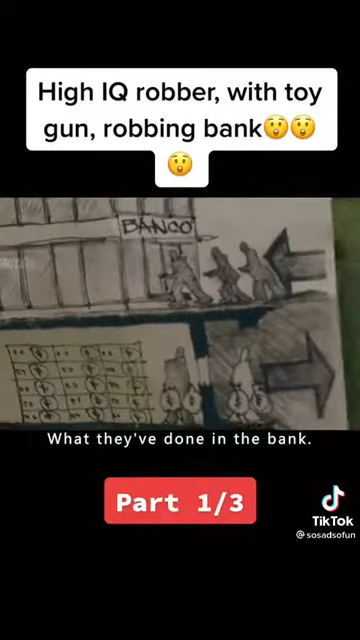 High IQ robber, with toy
gun, robbing bank😲😲
😲
BANCO
What they've done in the bank.
Part 1/3
TikTok
@sosadsofun